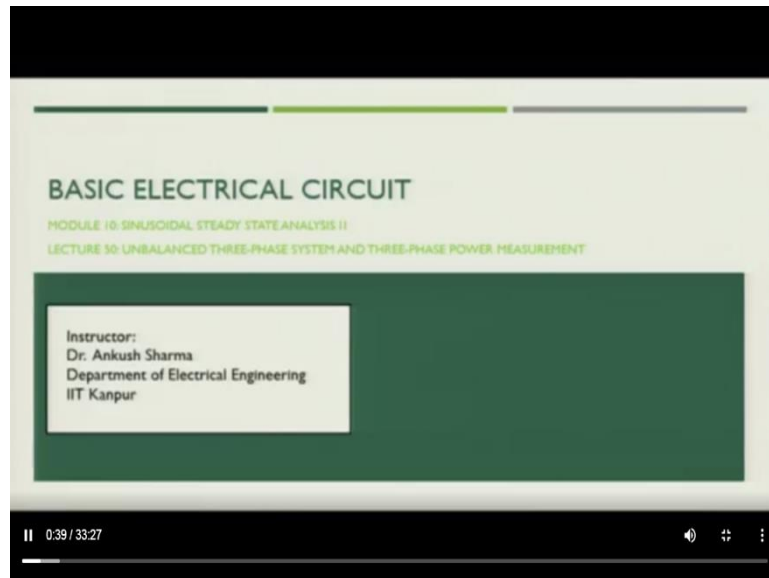 BASIC ELECTRICAL CIRCUIT
MODULE 10: SINUSOIDAL STEADY STATE ANALYSIS II
LECTURE 50: UNBALANCED THREE-PHASE SYSTEM AND THREE-PHASE POWER MEASUREMENT
Instructor:
Dr. Ankush Sharma
Department of Electrical Engineering
IIT Kanpur
0:39 / 33:27